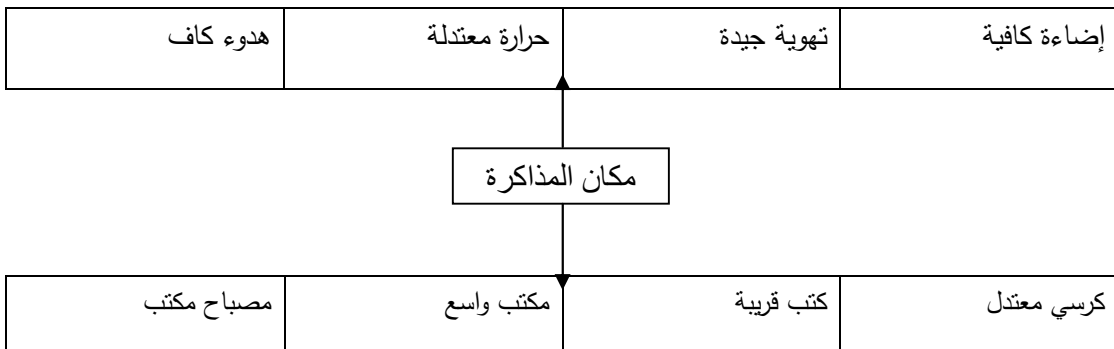 إضاءة كافية
تهوية جيدة
حرارة معتدلة
هدوء كاف
مكان المذاكرة
كرسي معتدل
كتب قريبة
مكتب واسع
مصباح مكتب